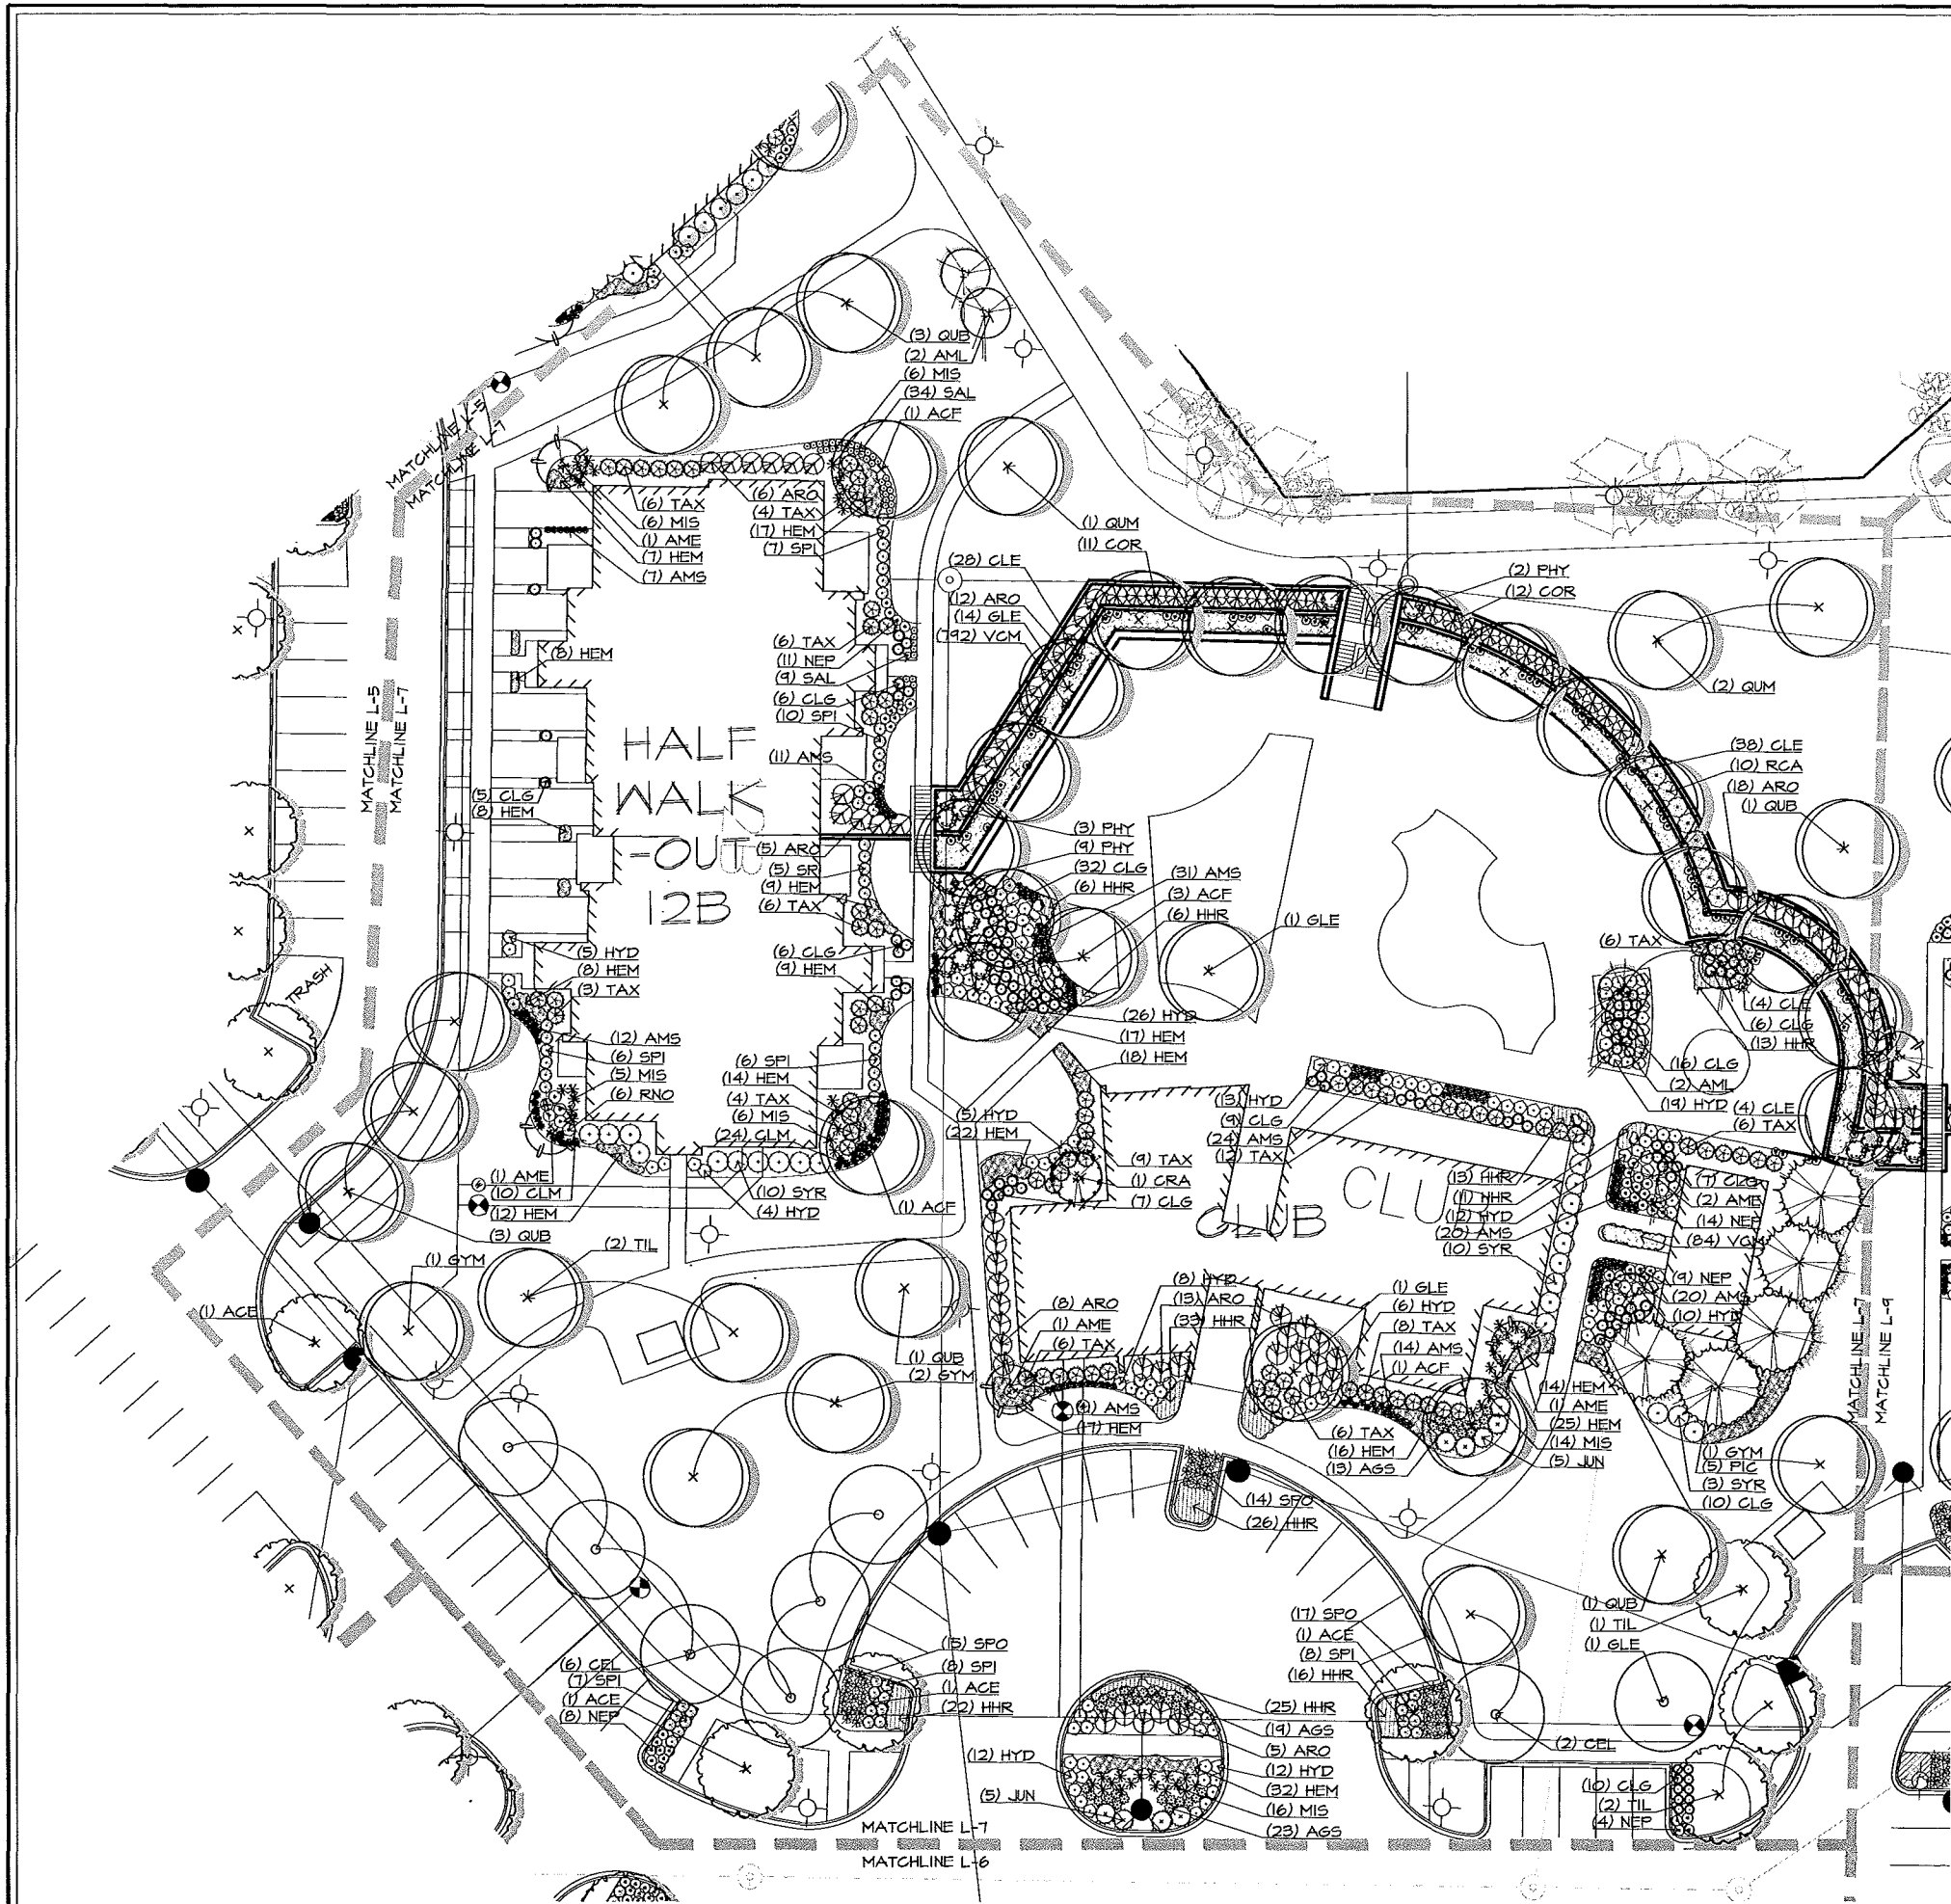 (3) QUB
(2) AML
(6) MIS
(34) SAL
(1) ACF
MATCHLINE L-5
MATCHLINE L-7
(6) TAX
(6) MIS
(1) AME
(7) HEM
(7) AMS
(6) ARO
(4) TAX
(17) HEM
(7) SPI
(1) QUM
(11) COR
(28) CLE
(12) ARO
(14) GLE
(792) VCM
(2) PHY
(12) COR
(2) QUM
(6) TAX
(11) NEP
(9) SAL
(6) CLG
(10) SPI
(11) AMS
(8) HEM
MATCHLINE L-5
MATCHLINE L-7
HALF
WALK
-OUT
12B
(5) CLG
(8) HEM
(38) CLE
(10) RCA
(18) ARO
(1) QUB
(5) ARO
(5) SR
(9) HEM
(6) TAX
(3) PHY
(9) PHY
(32) CLG
(6) HHR
(31) AMS
(3) ACF
(6) HHR
(1) GLE
(6) TAX
(6) CLG
(9) HEM
(5) HYD
(8) HEM
(3) TAX
TRASH
(26) HYD
(17) HEM
(18) HEM
(4) CLE
(6) CLG
(13) HHR
(16) CLG
(2) AML
(19) HYD
(4) CLE
(6) TAX
(12) AMS
(6) SPI
(5) MIS
(6) RNO
(6) SPI
(14) HEM
(4) TAX
(6) MIS
(24) CLM
(5) HYD
(22) HEM
(13) HYD
(9) CLG
(24) AMS
(12) TAX
(9) TAX
(1) CRA
(7) CLG
(1) AME
(10) CLM
(12) HEM
(10) SYR
(4) HYD
(1) ACF
(3) QUB
(2) TIL
(1) GYM
(1) ACE
CLUB
CLU
(13) HHR
(11) HHR
(12) HYD
(20) AMS
(10) SYR
(7) CLG
(2) AME
(14) NEP
(84) VCM
(9) NEP
(20) AMS
(10) HYD
(8) HYD
(13) ARO
(33) HHR
(8) ARO
(1) AME
(6) TAX
(1) GLE
(6) HYD
(8) TAX
(14) AMS
(1) ACF
(1) QUB
(2) GYM
AMS
(17) HEM
(6) TAX
(16) HEM
(13) AGS
(14) HEM
(1) AME
(25) HEM
(14) MIS
(5) JUN
MATCHLINE L-7
MATCHLINE L-9
(1) GYM
(5) PIC
(3) SYR
(10) CLG
(14) SPO
(26) HHR
(1) QUB
(1) TIL
(1) GLE
(17) SPO
(1) ACE
(8) SPI
(16) HHR
(15) SPO
(8) SPI
(1) ACE
(22) HHR
(6) CEL
(7) SPI
(1) ACE
(8) NEP
(25) HHR
(19) AGS
(5) ARO
(12) HYD
(32) HEM
(16) MIS
(23) AGS
(12) HYD
(5) JUN
(2) CEL
(10) CLG
(2) TIL
(4) NEP
MATCHLINE L-7
MATCHLINE L-6